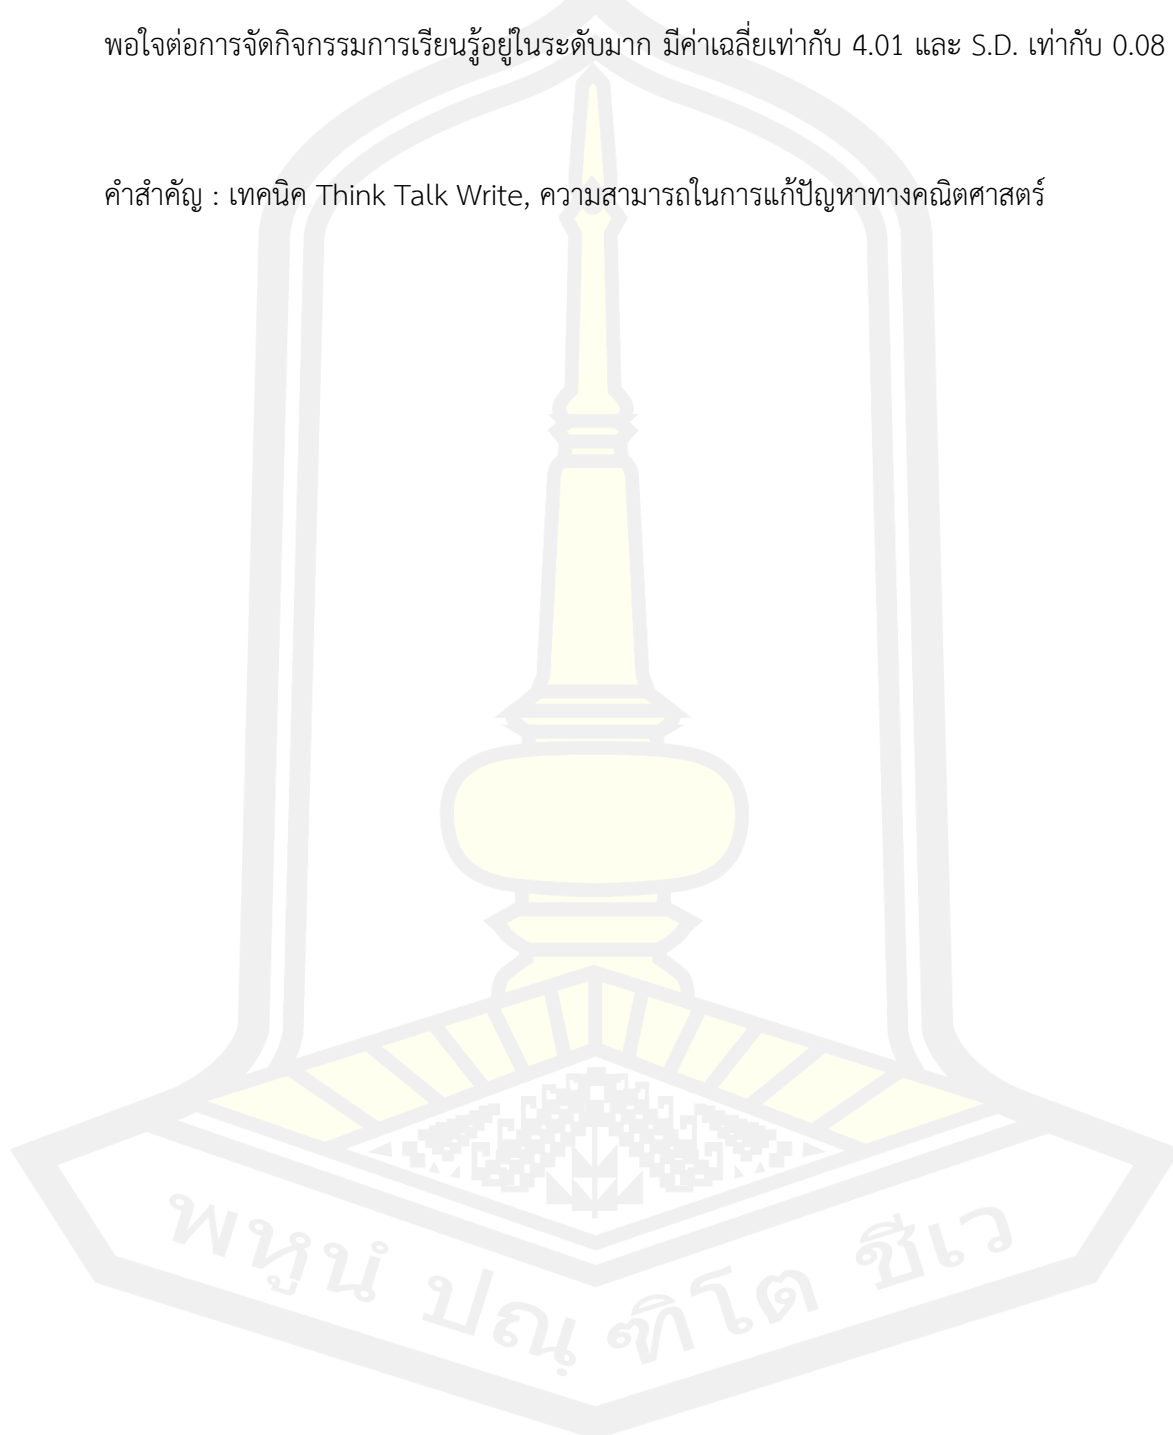 พอใจต่อการจัดกิจกรรมการเรียนรู้อยู่ในระดับมาก มีค่าเฉลี่ยเท่ากับ 4.01 และ S.D. เท่ากับ 0.08
คำสำคัญ : เทคนิค Think Talk Write, ความสามารถในการแก้ปัญหาทางคณิตศาสตร์
พหูนํ ปณฺฑิโต ชีเว